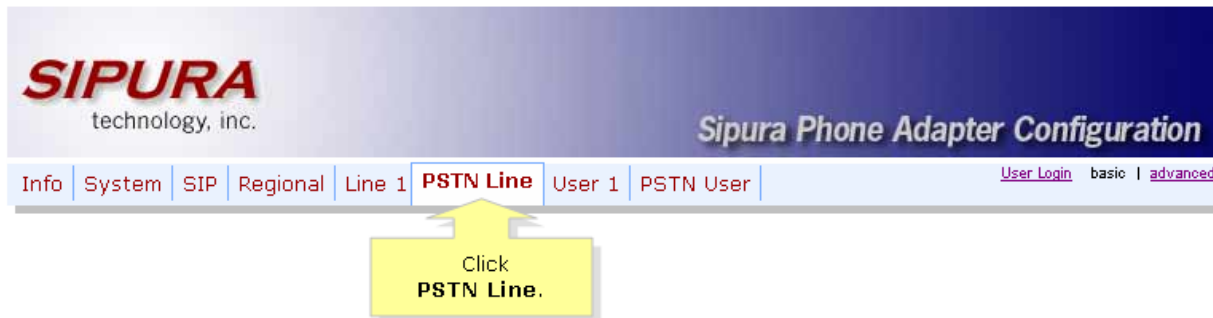 SIPURA
technology, inc.
Sipura Phone Adapter Configuration
Info System SIP Regional Line 1 PSTN Line User 1 PSTN User User Login basic | advanced
Click
PSTN Line.